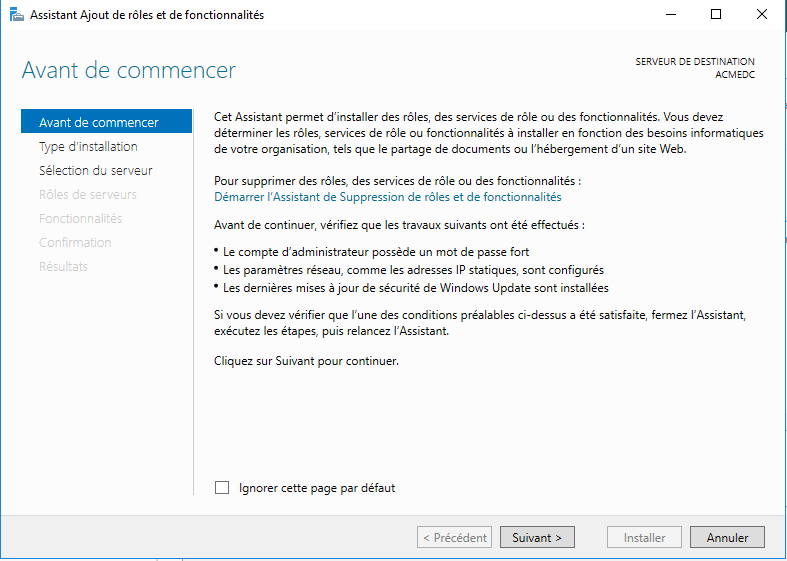 Assistant Ajout de rôles et de fonctionnalités
Avant de commencer
SERVEUR DE DESTINATION
ACMEDC
Avant de commencer
Type d'installation
Sélection du serveur
Rôles de serveurs
Fonctionnalités
Confirmation
Résultats
Cet Assistant permet d'installer des rôles, des services de rôle ou des fonctionnalités. Vous devez
déterminer les rôles, services de rôle ou fonctionnalités à installer en fonction des besoins informatiques
de votre organisation, tels que le partage de documents ou l'hébergement d'un site Web.
Pour supprimer des rôles, des services de rôle ou des fonctionnalités :
Démarrer l'Assistant de Suppression de rôles et de fonctionnalités
Avant de continuer, vérifiez que les travaux suivants ont été effectués :
• Le compte d'administrateur possède un mot de passe fort
• Les paramètres réseau, comme les adresses IP statiques, sont configurés
• Les dernières mises à jour de sécurité de Windows Update sont installées
Si vous devez vérifier que l'une des conditions préalables ci-dessus a été satisfaite, fermez l'Assistant,
exécutez les étapes, puis relancez l'Assistant.
Cliquez sur Suivant pour continuer.
Ignorer cette page par défaut
< Précédent
Suivant >
Installer
Annuler